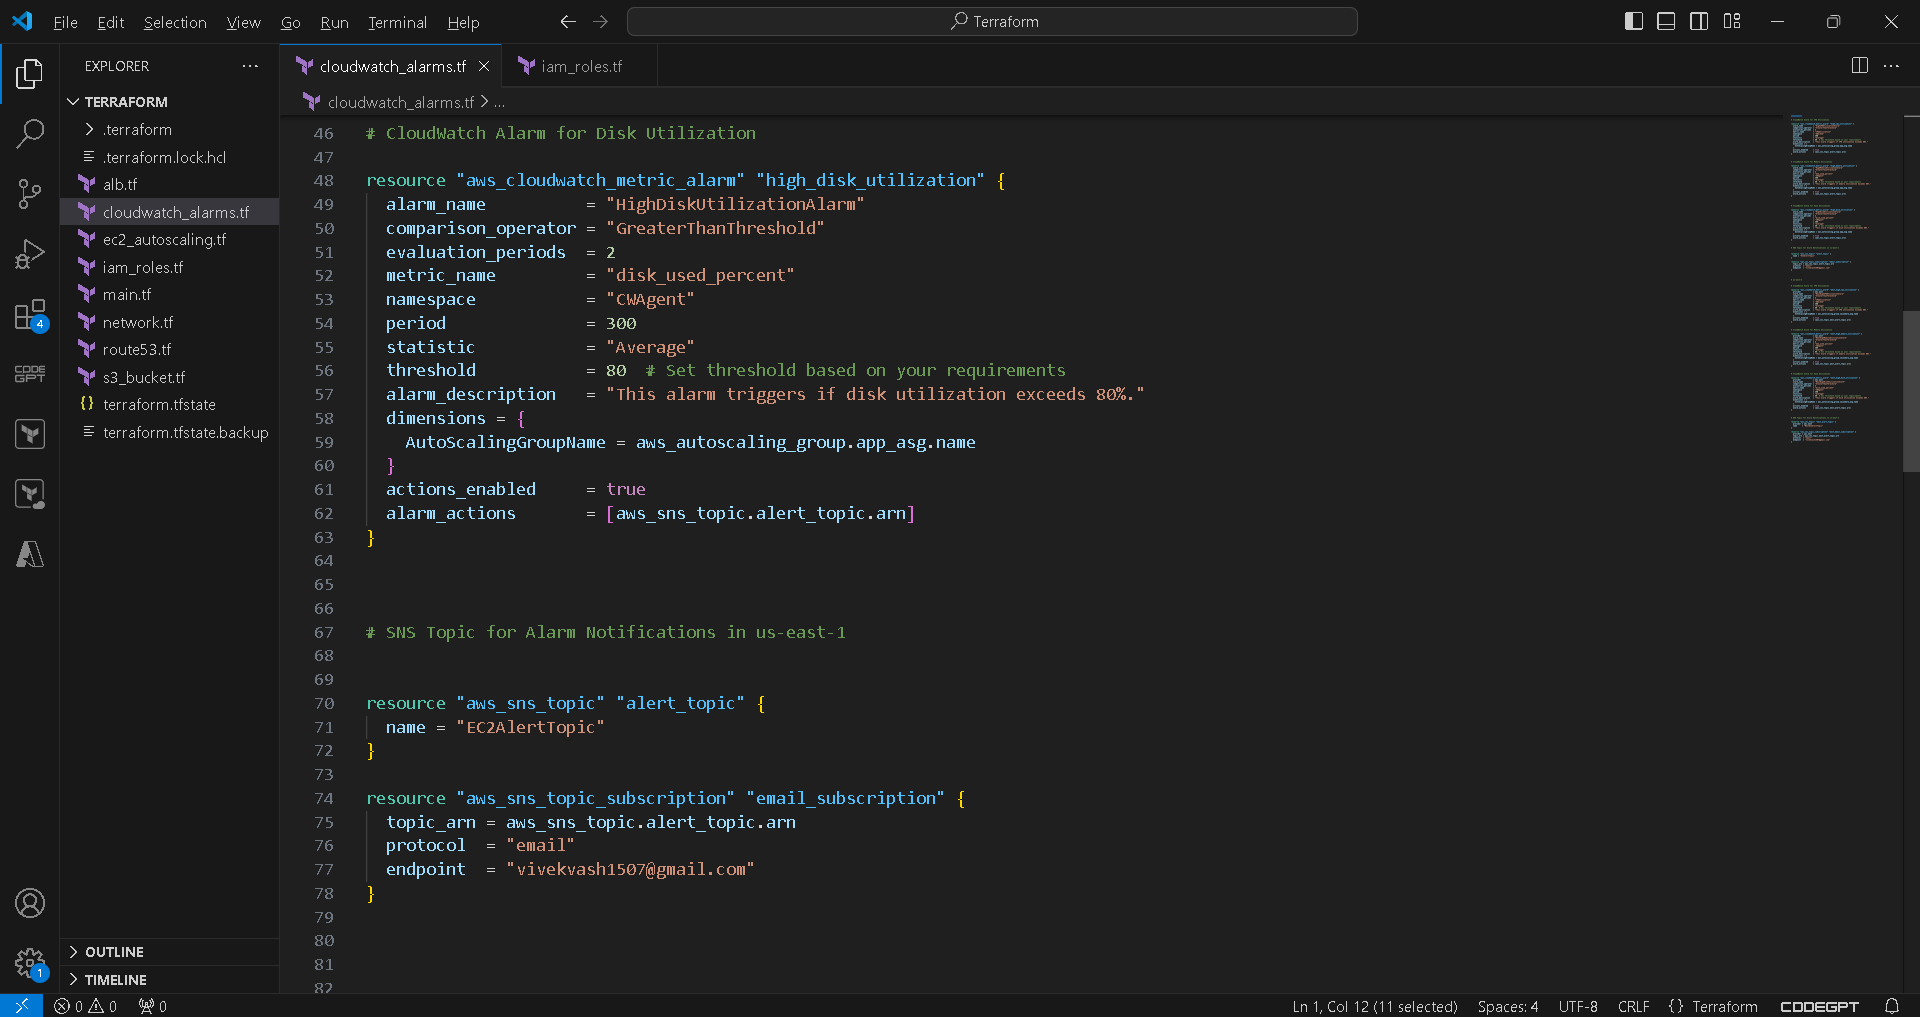 File Edit Selection View Go Run Terminal Help
Terraform
EXPLORER
TERRAFORM
.terraform
.terraform.lock.hcl
alb.tf
cloudwatch_alarms.tf
ec2_autoscaling.tf
iam_roles.tf
main.tf
network.tf
route53.tf
s3_bucket.tf
terraform.tfstate
terraform.tfstate.backup
OUTLINE
TIMELINE
4
CODE
GPT
1
cloudwatch_alarms.tf
iam_roles.tf
cloudwatch_alarms.tf > ...
46 # CloudWatch Alarm for Disk Utilization
47
48 resource "aws_cloudwatch_metric_alarm" "high_disk_utilization" {
49 alarm_name = "HighDiskUtilizationAlarm"
50 comparison_operator = "GreaterThanThreshold"
51 evaluation_periods = 2
52 metric_name = "disk_used_percent"
53 namespace = "CWAgent"
54 period = 300
55 statistic = "Average"
56 threshold = 80 # Set threshold based on your requirements
57 alarm_description = "This alarm triggers if disk utilization exceeds 80%."
58 dimensions = {
59 AutoScalingGroupName = aws_autoscaling_group.app_asg.name
60 }
61 actions_enabled = true
62 alarm_actions = [aws_sns_topic.alert_topic.arn]
63 }
64
65
66
67 # SNS Topic for Alarm Notifications in us-east-1
68
69
70 resource "aws_sns_topic" "alert_topic" {
71 name = "EC2AlertTopic"
72 }
73
74 resource "aws_sns_topic_subscription" "email_subscription" {
75 topic_arn = aws_sns_topic.alert_topic.arn
76 protocol = "email"
77 endpoint = "vivekvash1507@gmail.com"
78 }
79
80
81
82
0 0 0
Ln 1, Col 12 (11 selected) Spaces: 4 UTF-8 CRLF {} Terraform CODEGPT